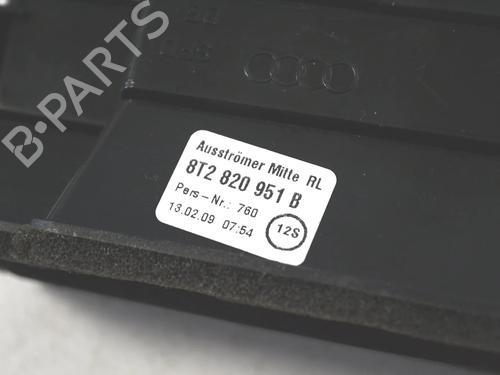 B-PARTS
Ausströmer Mitte RL
8T2 820 951 B
Pers-Nr.: 760
13.02.09 07:54
12S